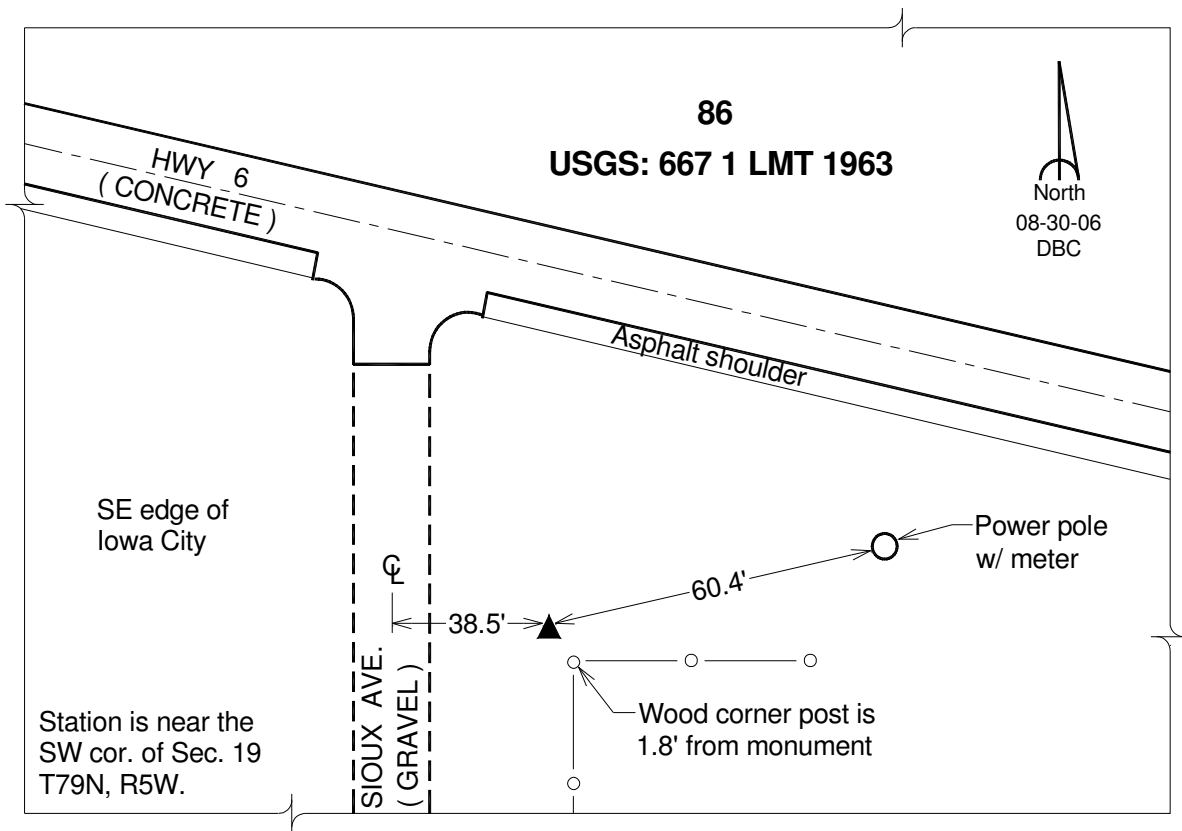 86
USGS: 667 1 LMT 1963
North
08-30-06
DBC
HWY 6
( CONCRETE )
Asphalt shoulder
SE edge of
Iowa City
Power pole
w/ meter
℄
60.4'
38.5'
SIOUX AVE.
( GRAVEL )
Wood corner post is
1.8' from monument
Station is near the
SW cor. of Sec. 19
T79N, R5W.